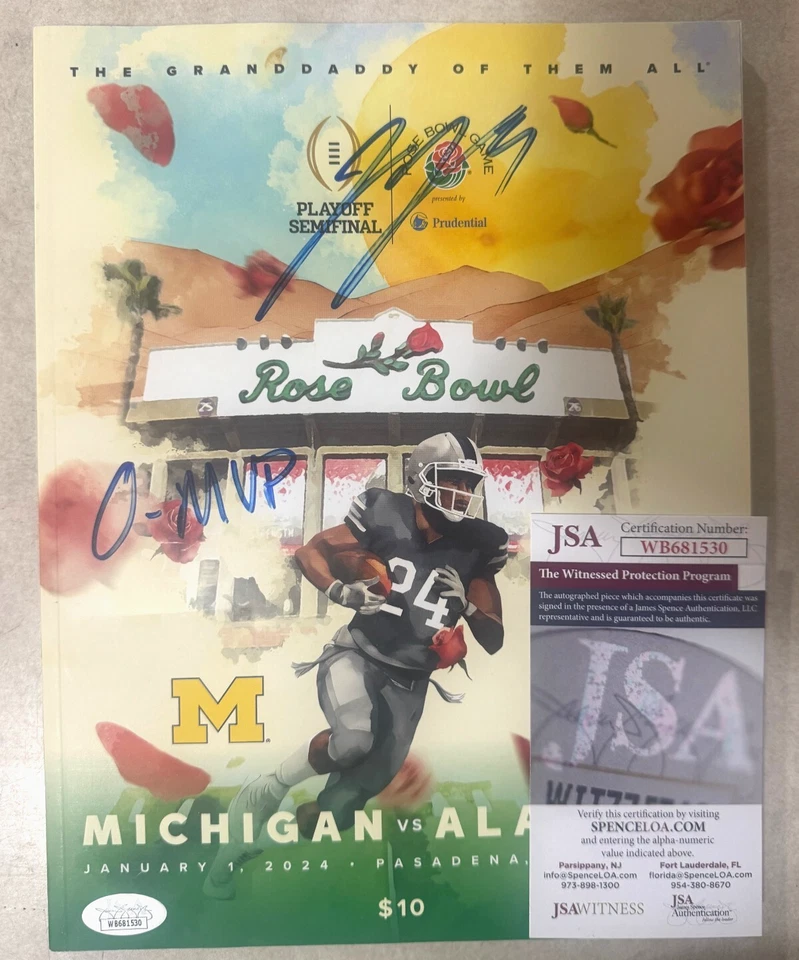 THE GRANDDADDY OF THEM ALL
PLAYOFF
SEMIFINAL
ROSE BOWL GAME
presented by
Prudential
Rose Bowl
75
75
O-MVP
24
M
MICHIGAN VS ALA
JANUARY 1, 2024 • PASADENA,
$10
WB681530
JSA
Certification Number:
WB681530
The Witnessed Protection Program
The autographed piece which accompanies this certificate was
signed in the presence of a James Spence Authentication, LLC
representative and is guaranteed to be authentic.
JSA
Verify this certification by visiting
SPENCELOA.COM
and entering the alpha-numeric
value indicated above.
Parsippany, NJ
info@SpenceLOA.com
973-898-1300
Fort Lauderdale, FL
florida@SpenceLOA.com
954-380-8670
JSAWITNESS
JSA
Authentication